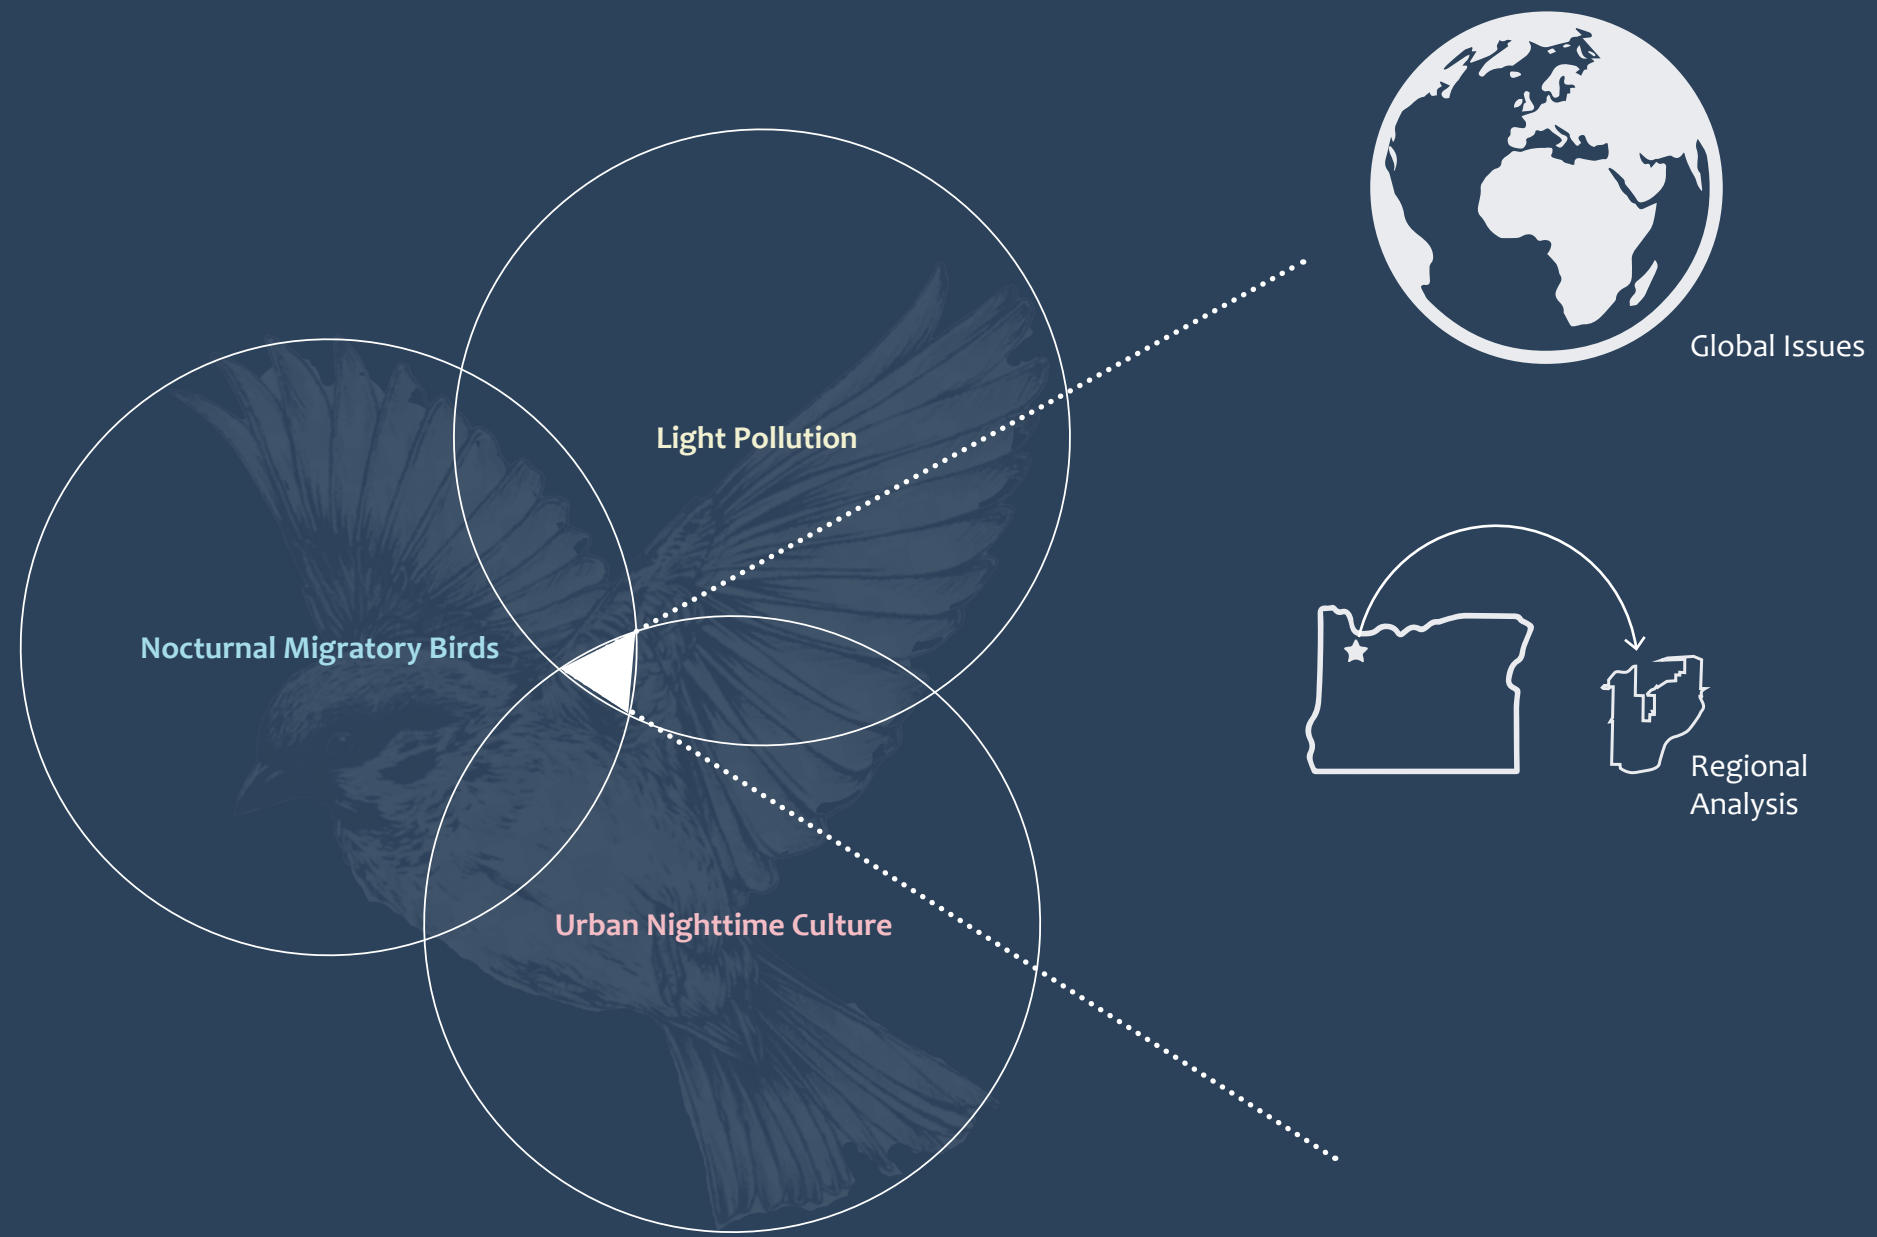 Global Issues
Light Pollution
Nocturnal Migratory Birds
Regional
Analysis
Urban Nighttime Culture